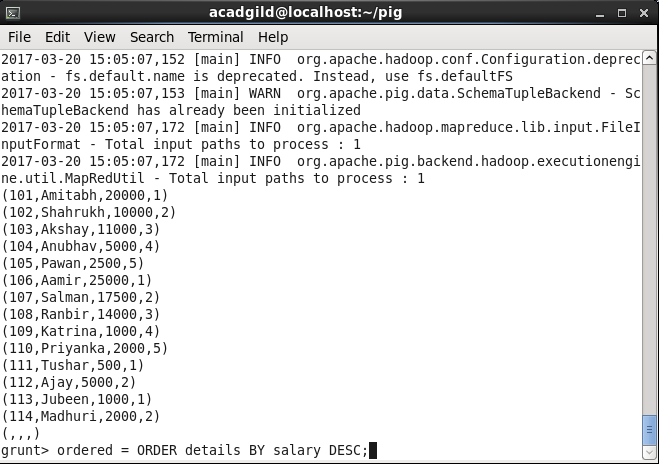 acadgild@localhost:~/pig
File Edit View Search Terminal Help
2017-03-20 15:05:07,152 [main] INFO  org.apache.hadoop.conf.Configuration.deprec
ation - fs.default.name is deprecated. Instead, use fs.defaultFS
2017-03-20 15:05:07,153 [main] WARN  org.apache.pig.data.SchemaTupleBackend - Sc
hemaTupleBackend has already been initialized
2017-03-20 15:05:07,172 [main] INFO  org.apache.hadoop.mapreduce.lib.input.FileI
nputFormat - Total input paths to process : 1
2017-03-20 15:05:07,172 [main] INFO  org.apache.pig.backend.hadoop.executionengi
ne.util.MapRedUtil - Total input paths to process : 1
(101,Amitabh,20000,1)
(102,Shahrukh,10000,2)
(103,Akshay,11000,3)
(104,Anubhav,5000,4)
(105,Pawan,2500,5)
(106,Aamir,25000,1)
(107,Salman,17500,2)
(108,Ranbir,14000,3)
(109,Katrina,1000,4)
(110,Priyanka,2000,5)
(111,Tushar,500,1)
(112,Ajay,5000,2)
(113,Jubeen,1000,1)
(114,Madhuri,2000,2)
(,,,)
grunt> ordered = ORDER details BY salary DESC;